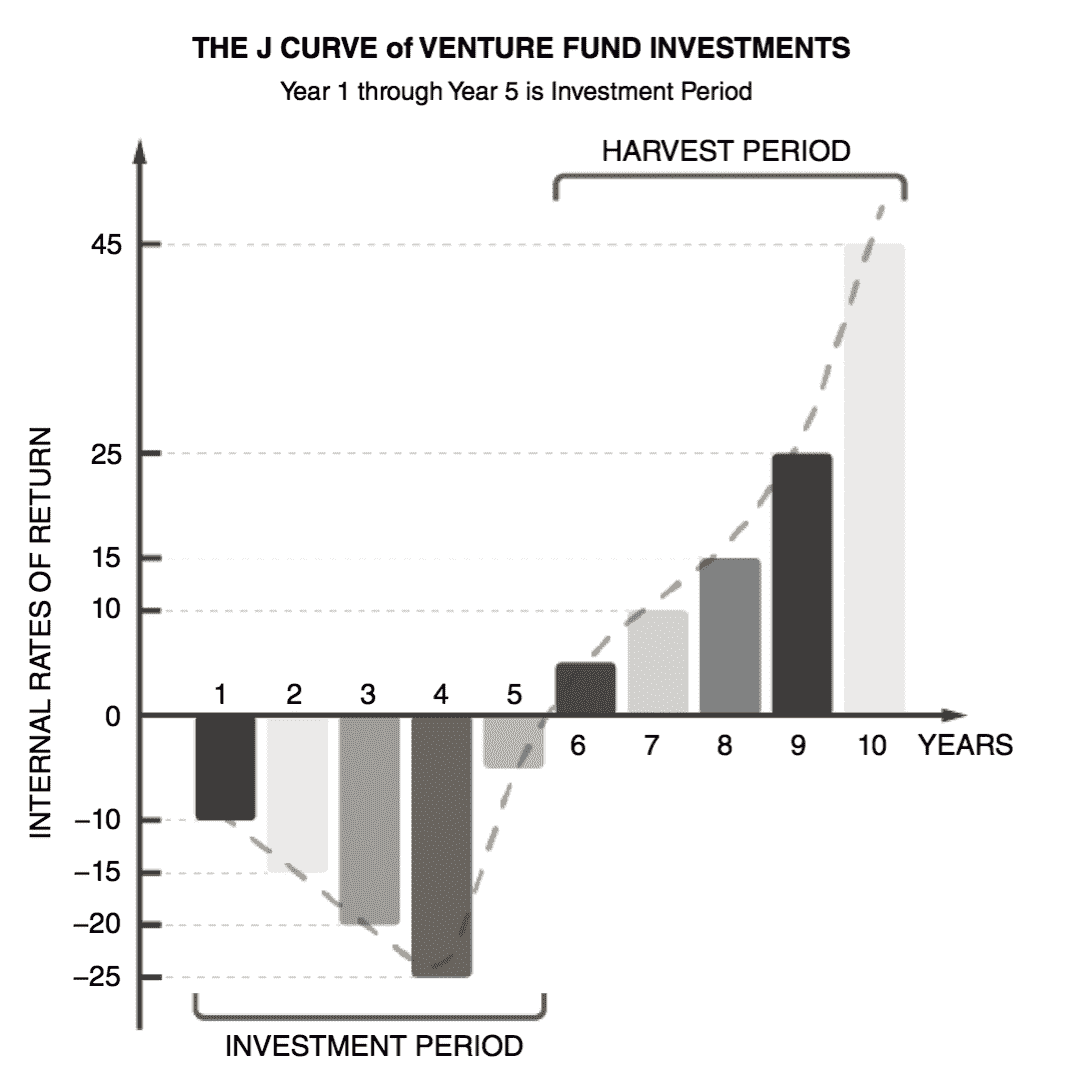 THE J CURVE of VENTURE FUND INVESTMENTS
Year 1 through Year 5 is Investment Period
HARVEST PERIOD
INTERNAL RATES OF RETURN
45
25
15
10
0
−10
−15
−20
−25
1 2 3 4 5
6 7 8 9 10 YEARS
INVESTMENT PERIOD